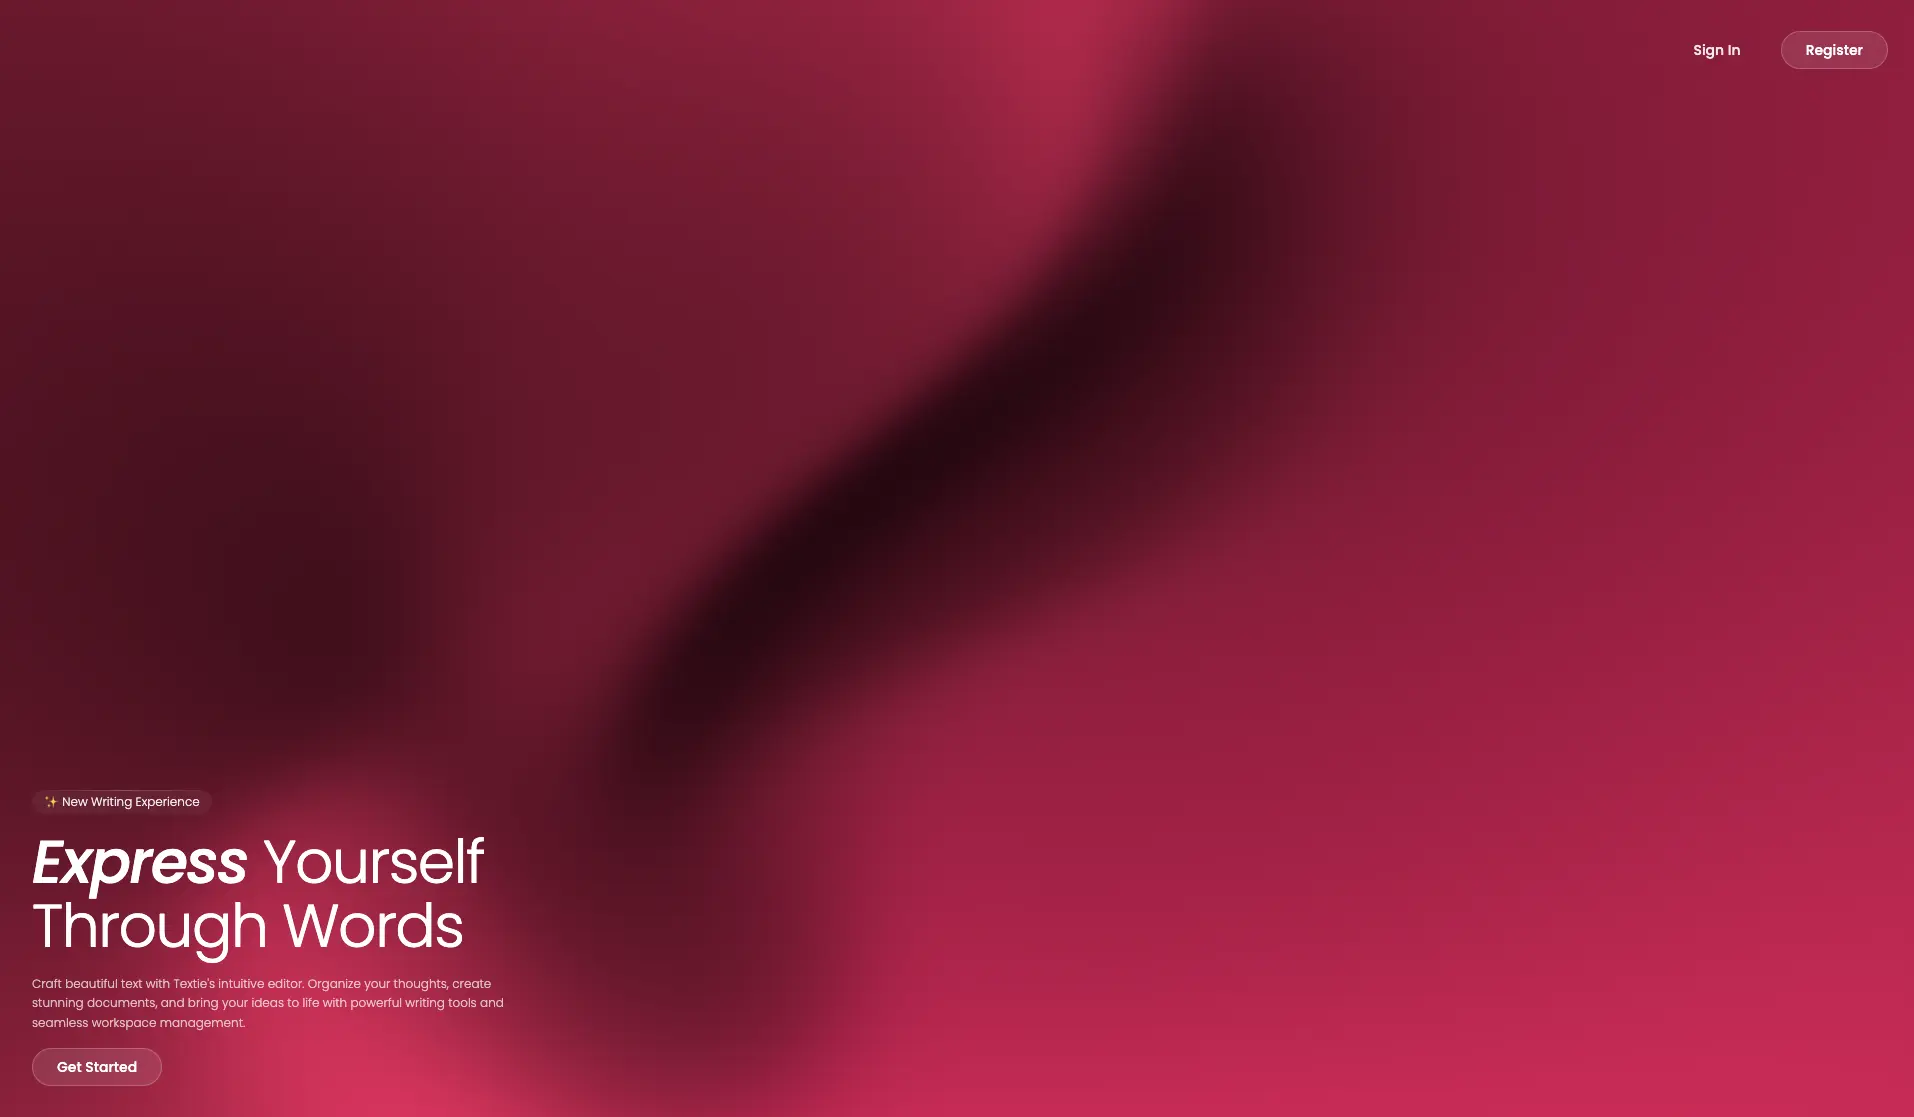 Sign In
Register
✨ New Writing Experience
Express Yourself
Through Words
Craft beautiful text with Textie's intuitive editor. Organize your thoughts, create
stunning documents, and bring your ideas to life with powerful writing tools and
seamless workspace management.
Get Started